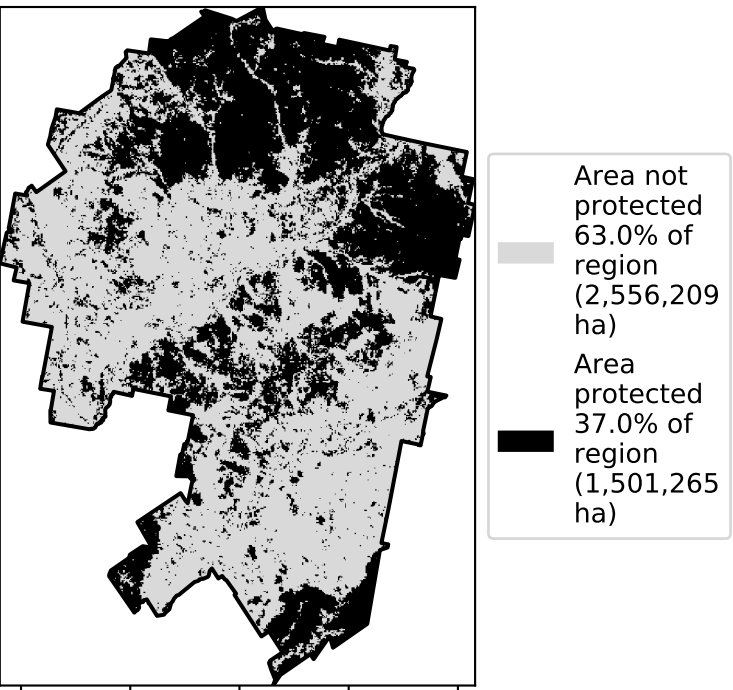 Area not
protected
63.0% of
region
(2,556,209
ha)
Area
protected
37.0% of
region
(1,501,265
ha)